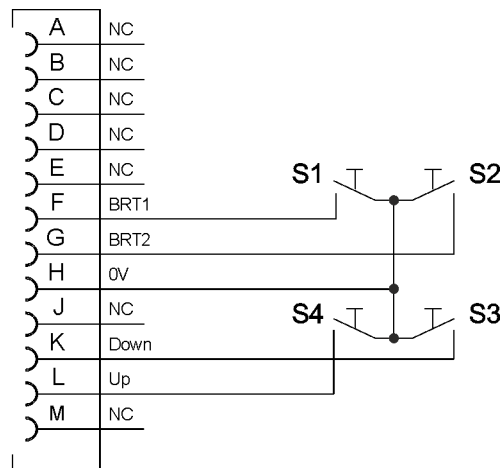 A NC
B NC
C NC
D NC
E NC
S1 S2
F BRT1
G BRT2
H 0V
J NC
S4 S3
K Down
L Up
M NC